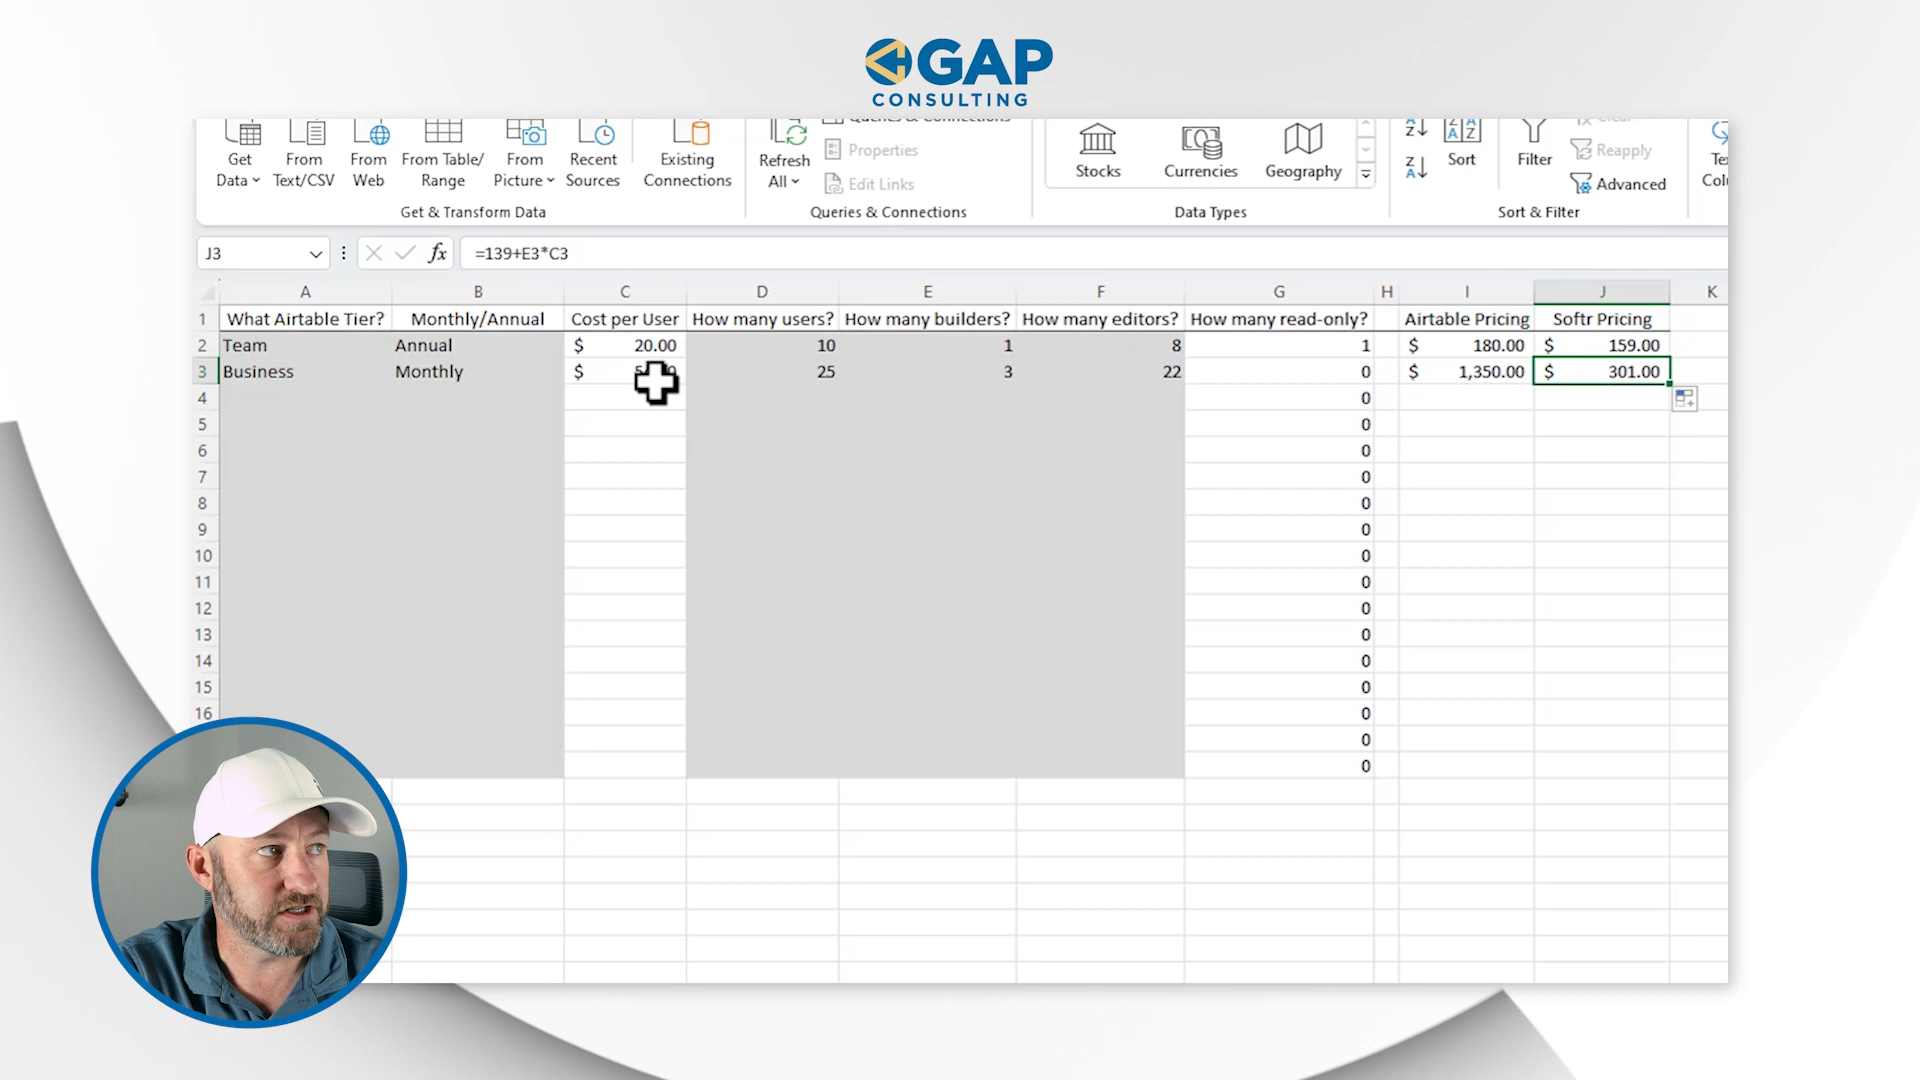 GAP
CONSULTING
Get Data
From Text/CSV
From Web
From Table/ Range
From Picture
Recent Sources
Existing Connections
Refresh All
Queries & Connections
Properties
Edit Links
Stocks
Currencies
Geography
Sort
Filter
Clear
Reapply
Advanced
Get & Transform Data
Queries & Connections
Data Types
Sort & Filter
J3
fx
=139+E3*C3
A B C D E F G H I J K
1 What Airtable Tier? Monthly/Annual Cost per User How many users? How many builders? How many editors? How many read-only? Airtable Pricing Softr Pricing
2 Team Annual $ 20.00 10 1 8 1 $ 180.00 $ 159.00
3 Business Monthly $ 25 3 22 0 $ 1,350.00 $ 301.00
4 0
5 0
6 0
7 0
8 0
9 0
10 0
11 0
12 0
13 0
14 0
15 0
16 0
0
0